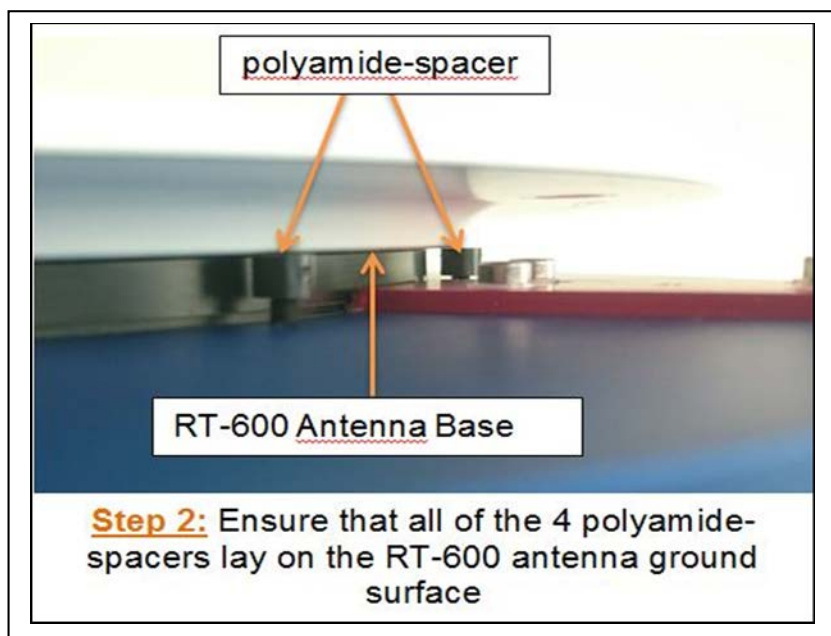 polyamide-spacer
RT-600 Antenna Base
Step 2: Ensure that all of the 4 polyamide-
spacers lay on the RT-600 antenna ground
surface